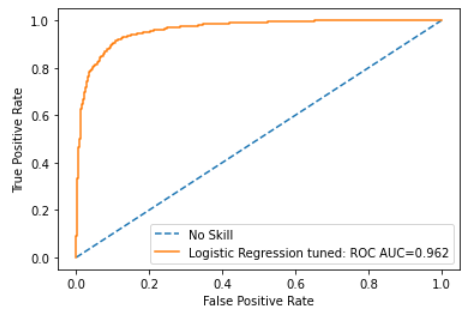 1.0
0.8
0.6
0.4
0.2
0.0
True Positive Rate
No Skill
Logistic Regression tuned: ROC AUC=0.962
0.0 0.2 0.4 0.6 0.8 1.0
False Positive Rate